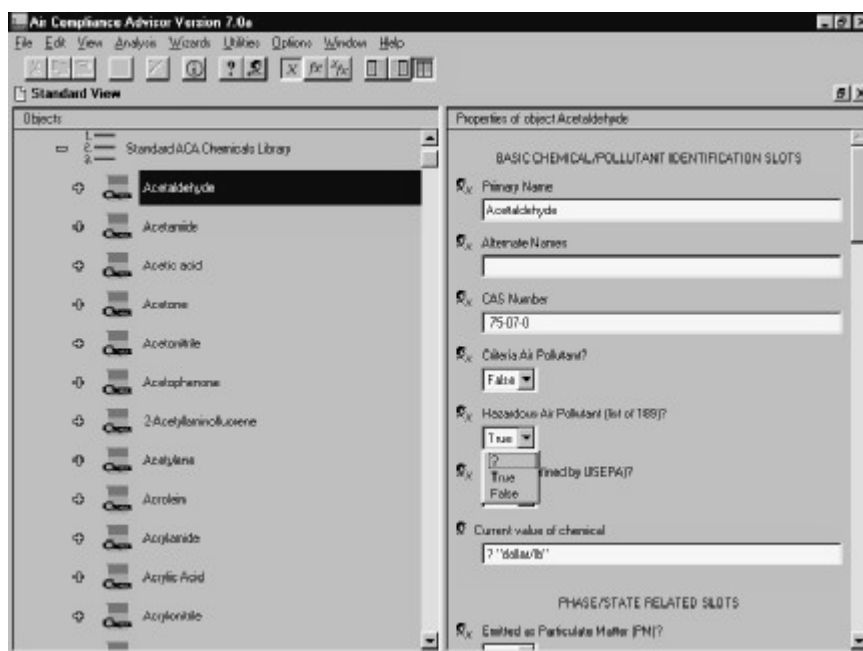 Air Compliance Advisor Version 7.0a
File Edit View Analysis Wizards Utilities Options Window Help
? X fx
Standard View
Objects
Properties of object Acetaldehyde
1.
2.
3.
Standard ACA Chemicals Library
Acetaldehyde
Acetamide
Acetic acid
Acetone
Acetonitrile
Acetophenone
2-Acetylaminofluorene
Acetylene
Acrolein
Acrylamide
Acrylic Acid
Acrylonitrile
BASIC CHEMICAL/POLLUTANT IDENTIFICATION SLOTS
Primary Name
Acetaldehyde
Alternate Names
CAS Number
75-07-0
Criteria Air Pollutant?
False
Hazardous Air Pollutant (list of 189)?
True
?
True
False
fined by USEPA)?
Current value of chemical
? "dollar/lb"
PHASE/STATE RELATED SLOTS
Emitted as Particulate Matter (PM)?